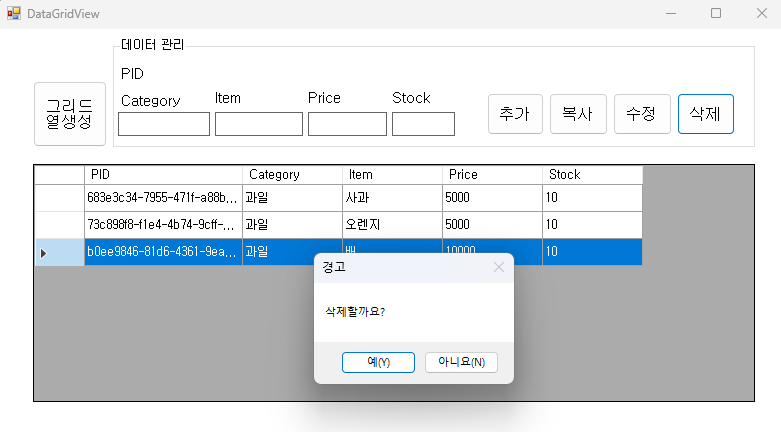 DataGridView
데이터 관리
PID
그리드
열생성
Category Item Price Stock
추가 복사 수정 삭제
PID Category Item Price Stock
683e3c34-7955-471f-a88b... 과일 사과 5000 10
73c898f8-f1e4-4b74-9cff-... 과일 오렌지 5000 10
b0ee9846-81d6-4361-9ea... 과일 배 10000 10
경고
삭제할까요?
예(Y) 아니요(N)